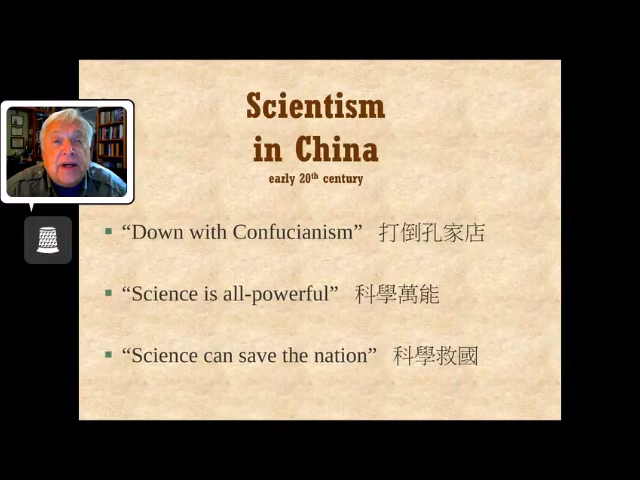 Scientism
in China
early 20th century
"Down with Confucianism" 打倒孔家店
"Science is all-powerful" 科學萬能
"Science can save the nation" 科學救國